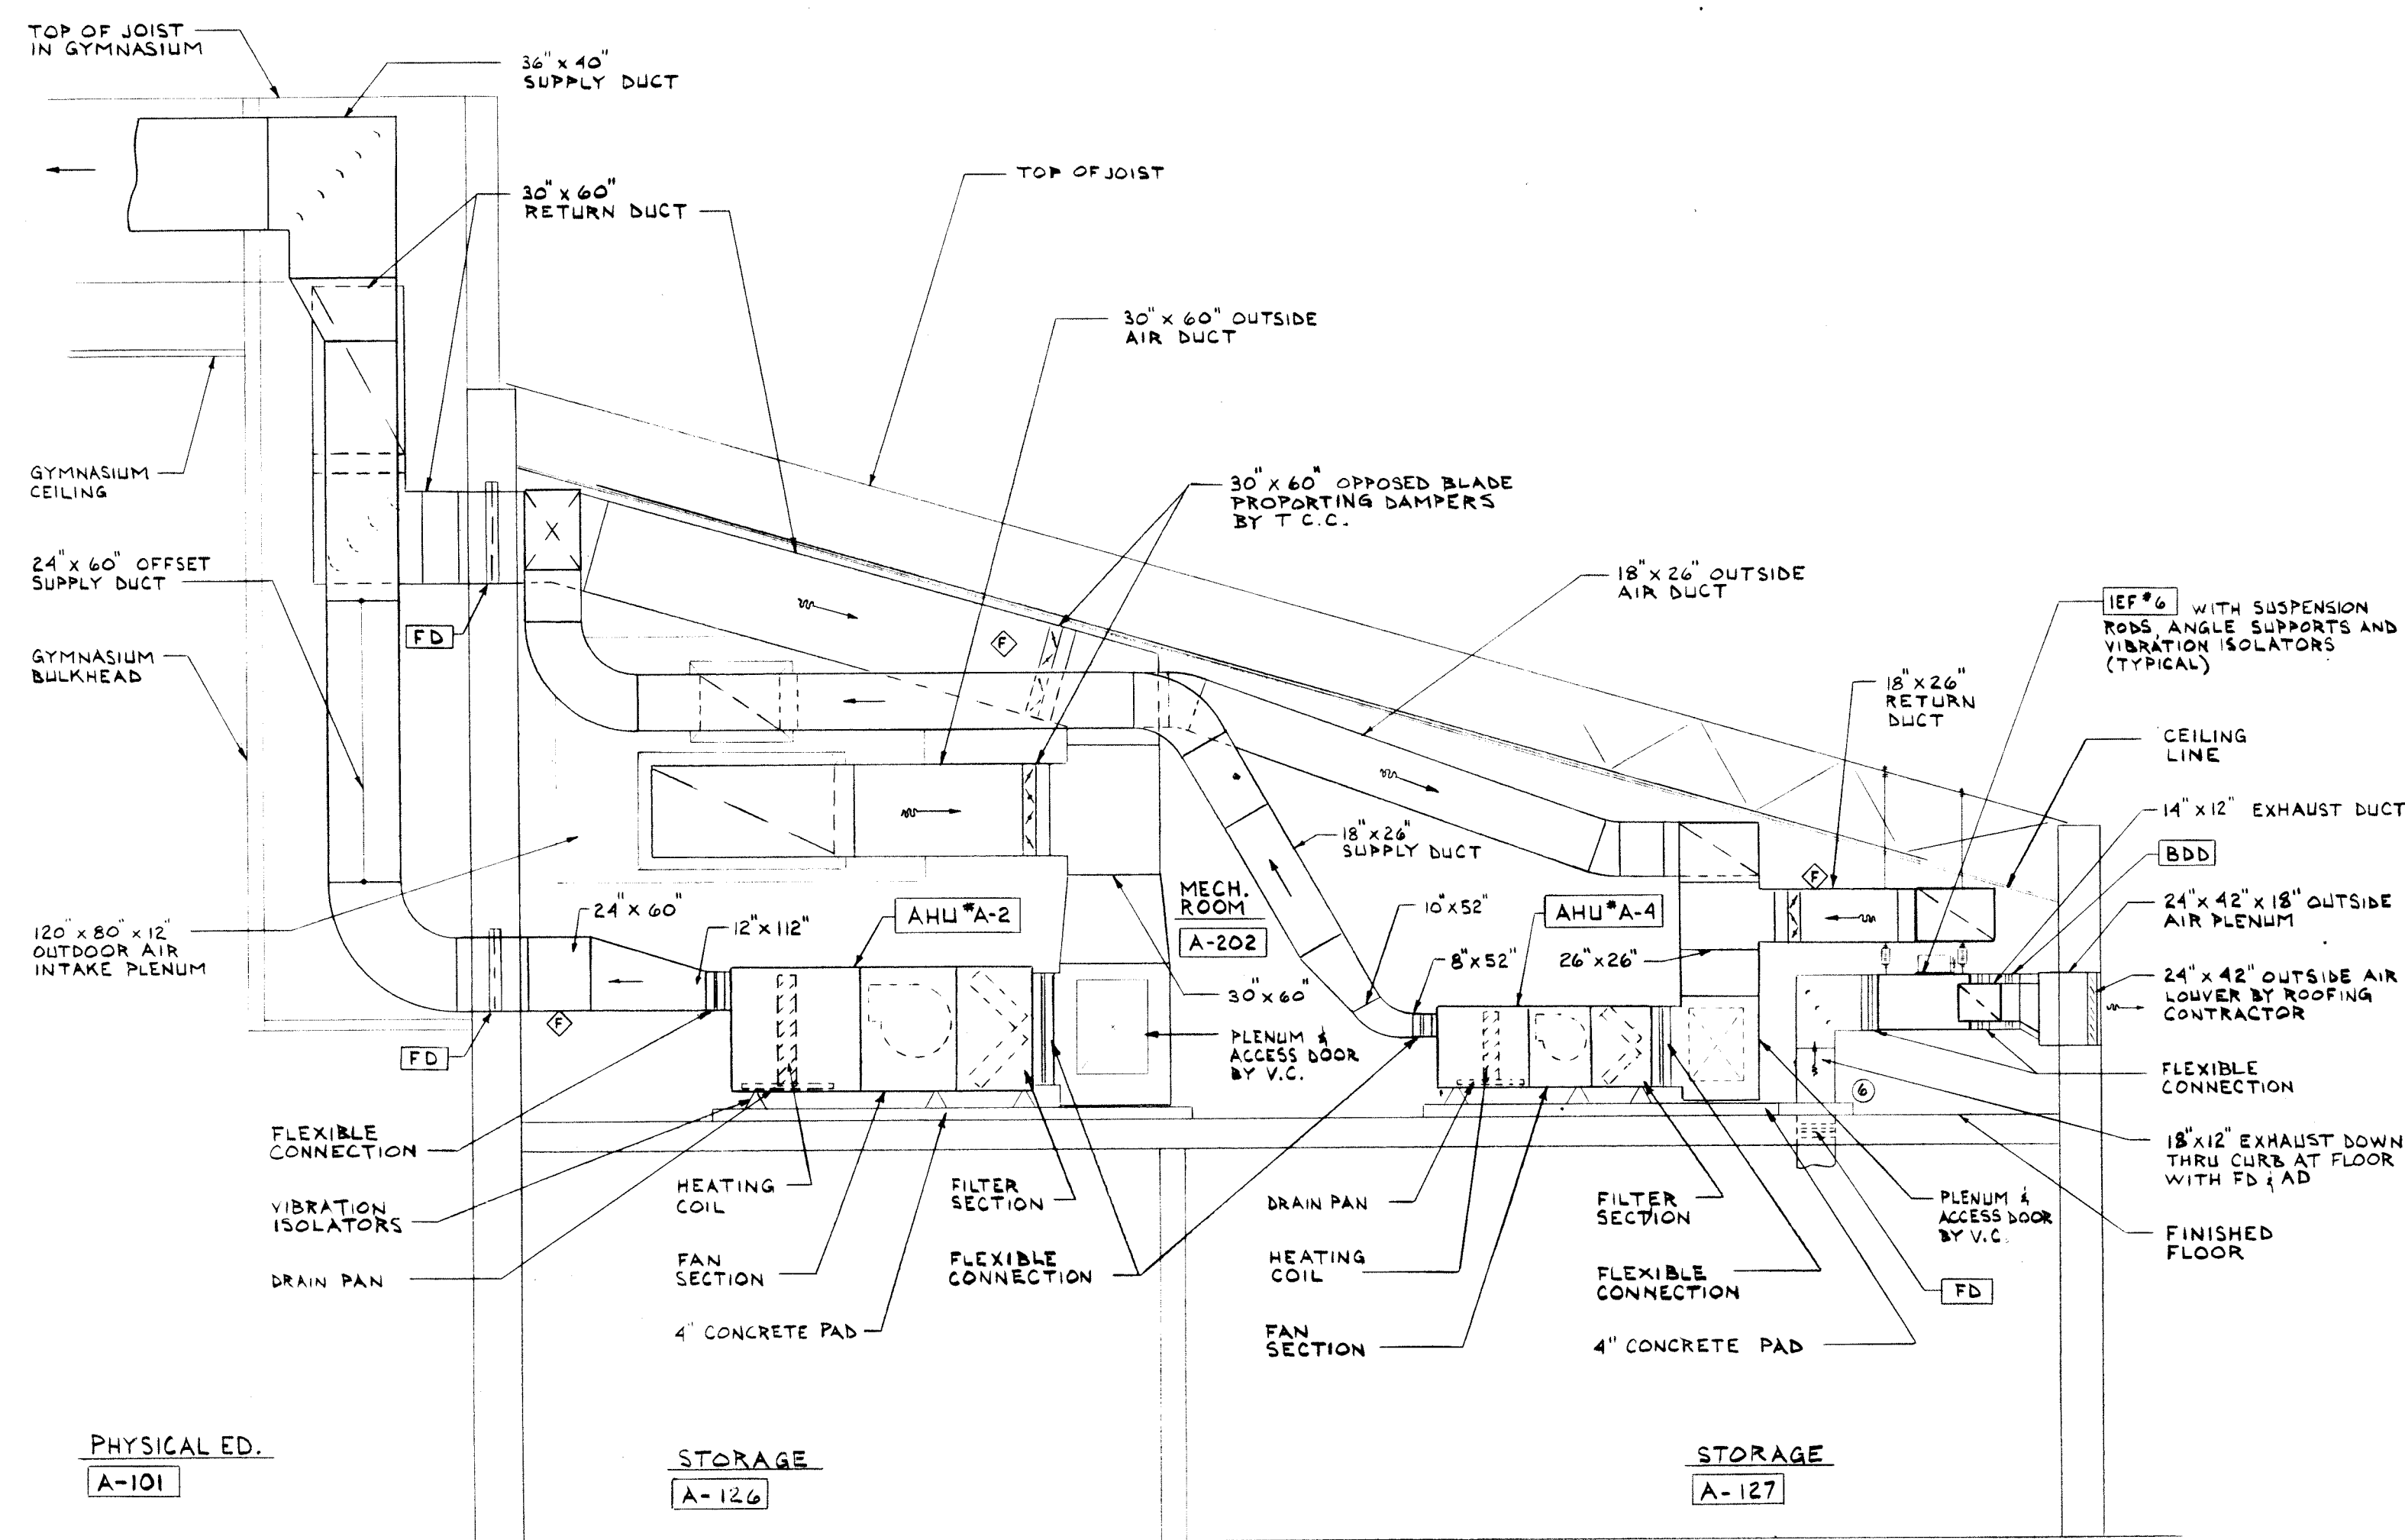 TOP OF JOIST
IN GYMNASIUM
36" x 40"
SUPPLY DUCT
30" x 60"
RETURN DUCT
TOP OF JOIST
30" x 60" OUTSIDE
AIR DUCT
GYMNASIUM
CEILING
30" x 60" OPPOSED BLADE
PROPORTING DAMPERS
BY T C.C.
24" x 60" OFFSET
SUPPLY DUCT
18" x 26" OUTSIDE
AIR DUCT
IEF #6 WITH SUSPENSION
RODS, ANGLE SUPPORTS AND
VIBRATION ISOLATORS
(TYPICAL)
FD
F
GYMNASIUM
BULKHEAD
18" x 26"
RETURN
DUCT
CEILING
LINE
14" x 12" EXHAUST DUCT
18" x 26"
SUPPLY DUCT
BDD
F
MECH.
ROOM
A-202
24" x 60"
12" x 112"
AHU #A-2
10" x 52"
AHU #A-4
24" x 42" x 18" OUTSIDE
AIR PLENUM
120" x 80" x 12"
OUTDOOR AIR
INTAKE PLENUM
8" x 52"
26" x 26"
24" x 42" OUTSIDE AIR
LOUVER BY ROOFING
CONTRACTOR
30" x 60"
F
FD
PLENUM &
ACCESS DOOR
BY V.C.
FLEXIBLE
CONNECTION
6
FLEXIBLE
CONNECTION
18" x 12" EXHAUST DOWN
THRU CURB AT FLOOR
WITH FD & AD
VIBRATION
ISOLATORS
HEATING
COIL
FILTER
SECTION
DRAIN PAN
FILTER
SECTION
PLENUM &
ACCESS DOOR
BY V.C.
FINISHED
FLOOR
DRAIN PAN
FAN
SECTION
FLEXIBLE
CONNECTION
HEATING
COIL
FLEXIBLE
CONNECTION
FD
4" CONCRETE PAD
FAN
SECTION
4" CONCRETE PAD
PHYSICAL ED.
A-101
STORAGE
A-126
STORAGE
A-127